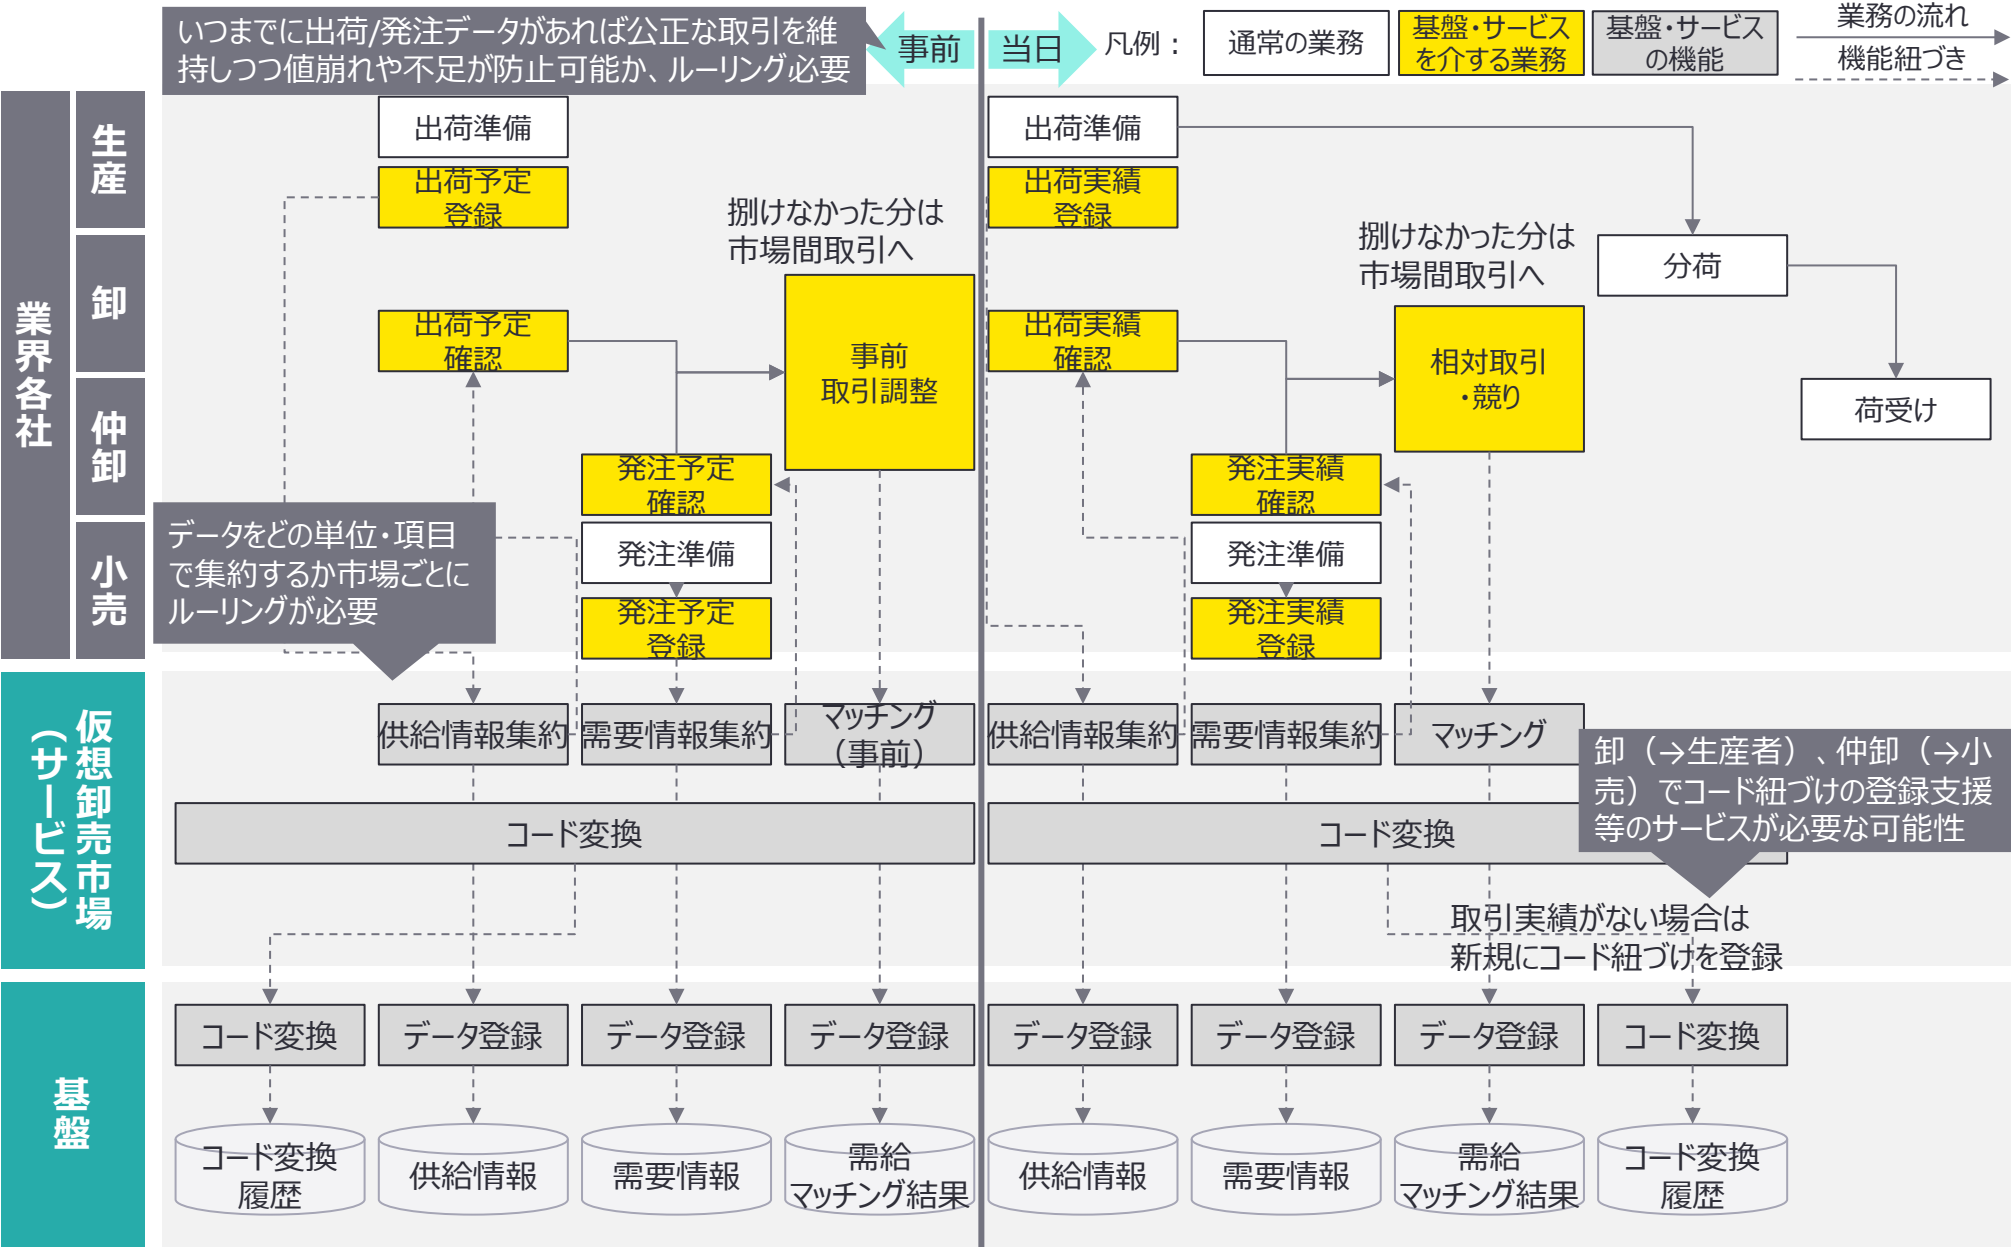 いつまでに出荷/発注データがあれば公正な取引を維
持しつつ値崩れや不足が防止可能か、ルーリング必要
事前
当日
凡例：
通常の業務
基盤・サービス
を介する業務
基盤・サービス
の機能
業務の流れ
機能紐づき
業界各社
生産
卸
仲卸
小売
出荷準備
出荷予定
登録
捌けなかった分は
市場間取引へ
出荷予定
確認
事前
取引調整
発注予定
確認
発注準備
発注予定
登録
データをどの単位・項目
で集約するか市場ごとに
ルーリングが必要
出荷準備
出荷実績
登録
捌けなかった分は
市場間取引へ
分荷
出荷実績
確認
相対取引
・競り
荷受け
発注実績
確認
発注準備
発注実績
登録
仮想卸売市場
（サービス）
供給情報集約
需要情報集約
マッチング
（事前）
供給情報集約
需要情報集約
マッチング
卸（→生産者）、仲卸（→小
売）でコード紐づけの登録支援
等のサービスが必要な可能性
コード変換
コード変換
取引実績がない場合は
新規にコード紐づけを登録
基盤
コード変換
データ登録
データ登録
データ登録
データ登録
データ登録
データ登録
コード変換
コード変換
履歴
供給情報
需要情報
需給
マッチング結果
供給情報
需要情報
需給
マッチング結果
コード変換
履歴